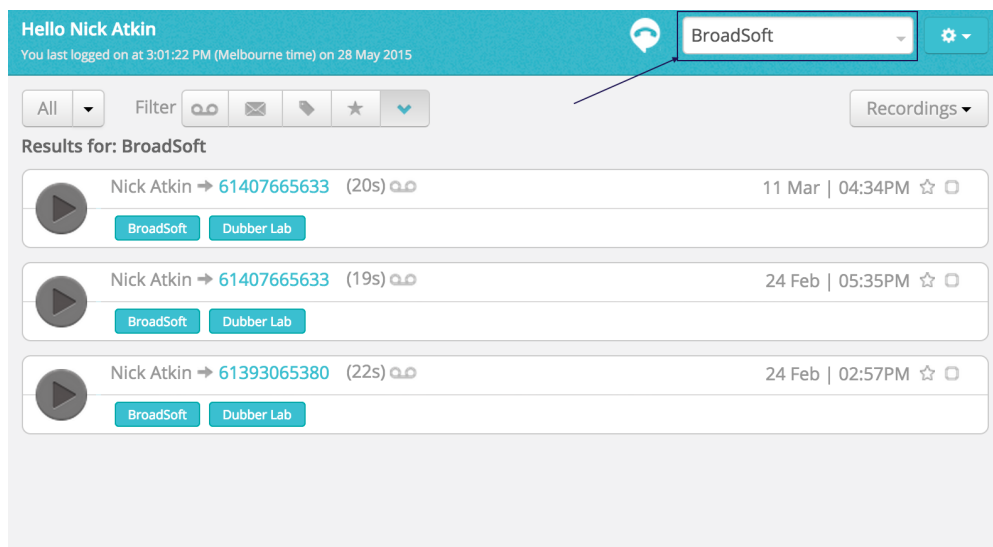 Hello Nick Atkin
You last logged on at 3:01:22 PM (Melbourne time) on 28 May 2015
BroadSoft
All Filter Recordings
Results for: BroadSoft
Nick Atkin 61407665633 (20s) 11 Mar | 04:34PM
BroadSoft Dubber Lab
Nick Atkin 61407665633 (19s) 24 Feb | 05:35PM
BroadSoft Dubber Lab
Nick Atkin 61393065380 (22s) 24 Feb | 02:57PM
BroadSoft Dubber Lab